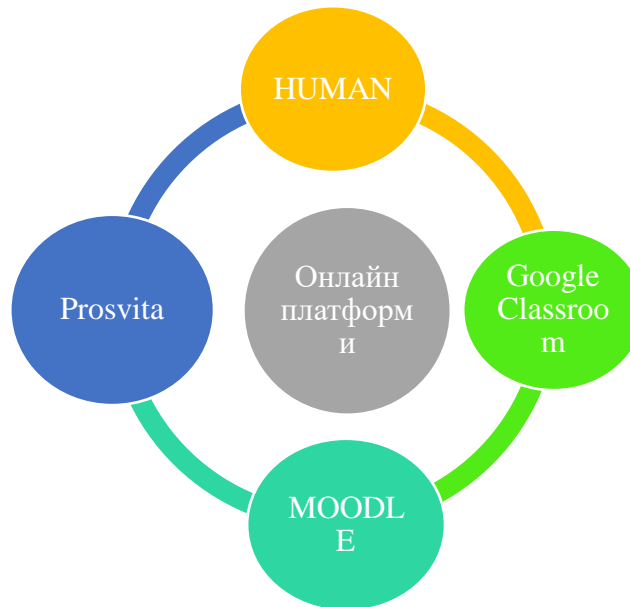 HUMAN
Prosvita
Онлайн
платформ
и
Google
Classroo
m
MOODL
E